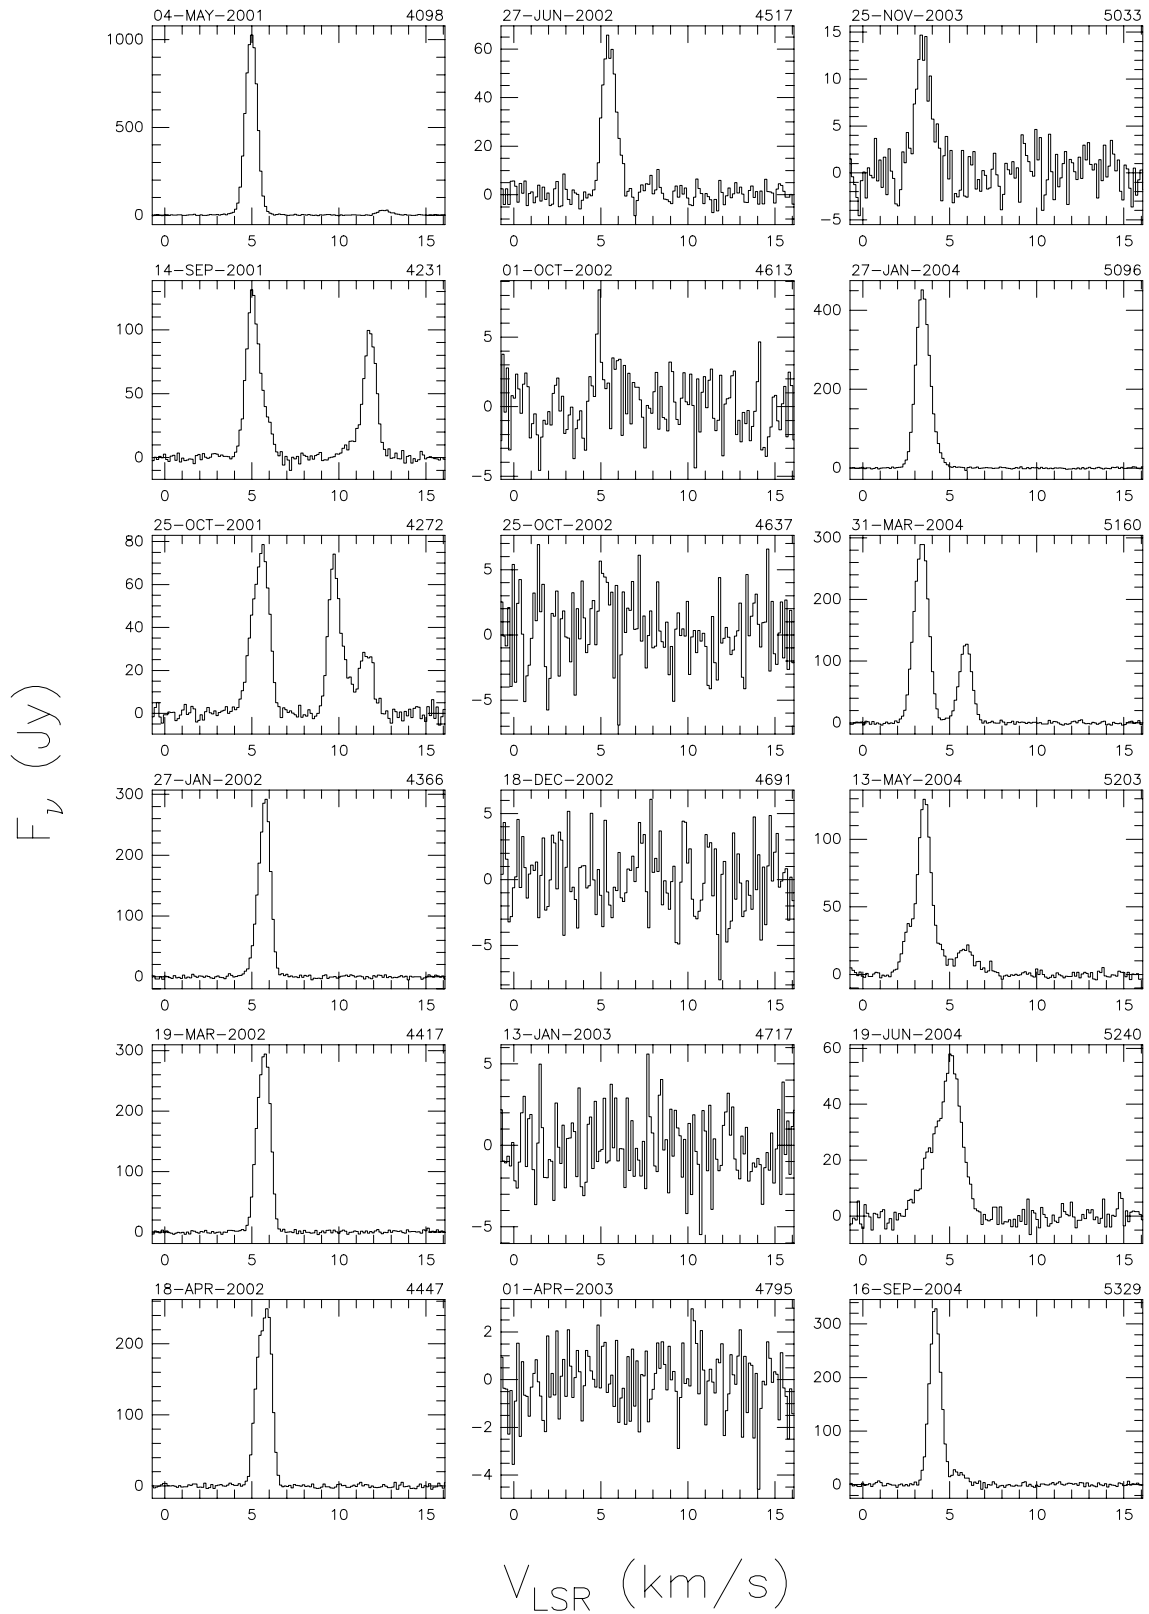 04-MAY-2001 4098
1000
500
0
0 5 10 15
27-JUN-2002 4517
60
40
20
0
0 5 10 15
25-NOV-2003 5033
15
10
5
0
−5
0 5 10 15
14-SEP-2001 4231
100
50
0
0 5 10 15
01-OCT-2002 4613
5
0
−5
0 5 10 15
27-JAN-2004 5096
400
200
0
0 5 10 15
25-OCT-2001 4272
80
60
40
20
0
0 5 10 15
25-OCT-2002 4637
5
0
−5
0 5 10 15
31-MAR-2004 5160
300
200
100
0
0 5 10 15
27-JAN-2002 4366
300
200
100
0
0 5 10 15
18-DEC-2002 4691
5
0
−5
0 5 10 15
13-MAY-2004 5203
100
50
0
0 5 10 15
19-MAR-2002 4417
300
200
100
0
0 5 10 15
13-JAN-2003 4717
5
0
−5
0 5 10 15
19-JUN-2004 5240
60
40
20
0
0 5 10 15
18-APR-2002 4447
200
100
0
0 5 10 15
01-APR-2003 4795
2
0
−2
−4
0 5 10 15
16-SEP-2004 5329
300
200
100
0
0 5 10 15
F_ν (Jy)
V_LSR (km/s)